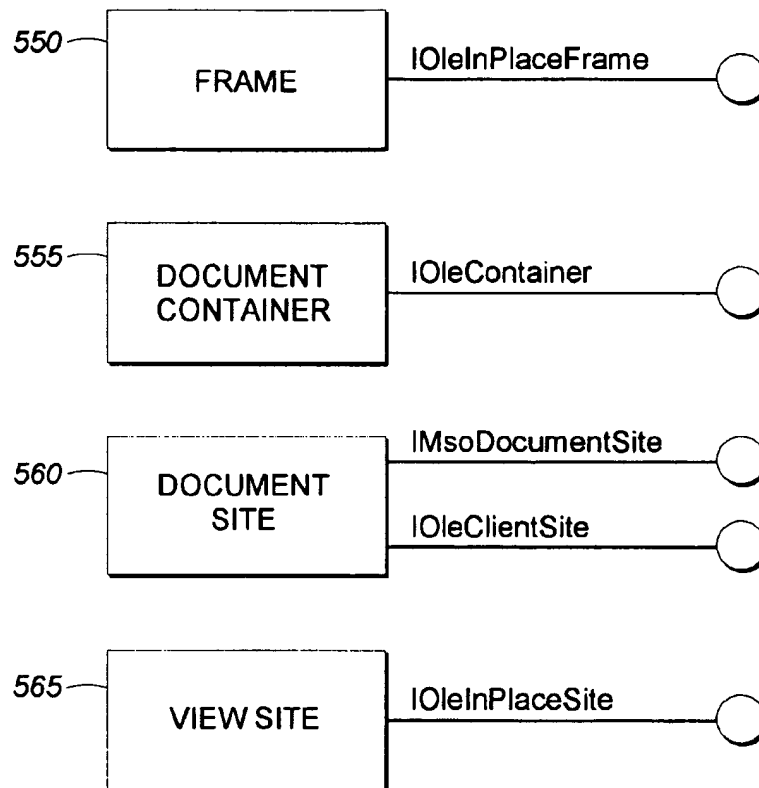 550
FRAME
IOleInPlaceFrame
555
DOCUMENT
CONTAINER
IOleContainer
560
DOCUMENT
SITE
IMsoDocumentSite
IOleClientSite
565
VIEW SITE
IOleInPlaceSite